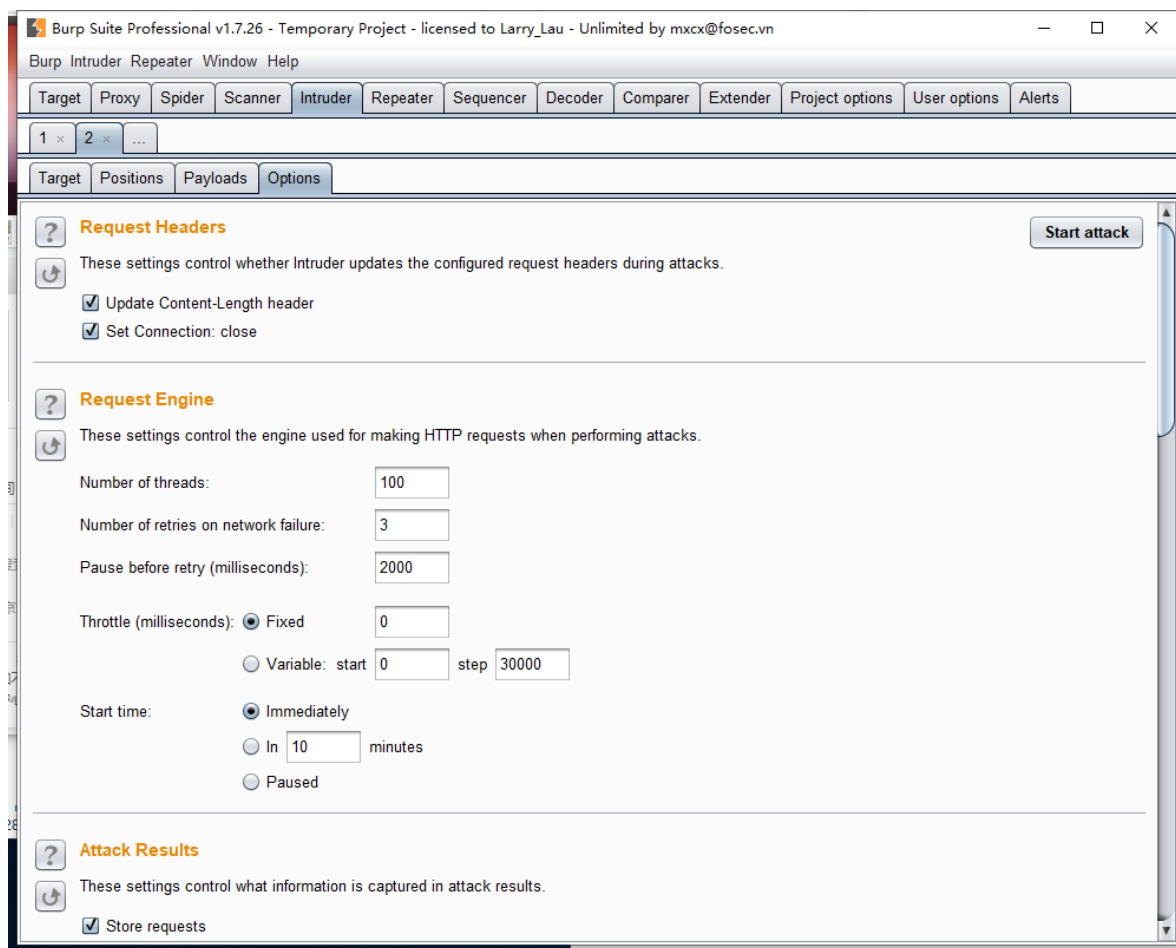 Burp Suite Professional v1.7.26 - Temporary Project - licensed to Larry_Lau - Unlimited by mxcx@fosec.vn
Burp Intruder Repeater Window Help
Target Proxy Spider Scanner Intruder Repeater Sequencer Decoder Comparer Extender Project options User options Alerts
1 × 2 × ...
Target Positions Payloads Options
? Request Headers Start attack
These settings control whether Intruder updates the configured request headers during attacks.
Update Content-Length header
Set Connection: close
? Request Engine
These settings control the engine used for making HTTP requests when performing attacks.
Number of threads: 100
Number of retries on network failure: 3
Pause before retry (milliseconds): 2000
Throttle (milliseconds): Fixed 0
Variable: start 0 step 30000
Start time: Immediately
In 10 minutes
Paused
? Attack Results
These settings control what information is captured in attack results.
Store requests